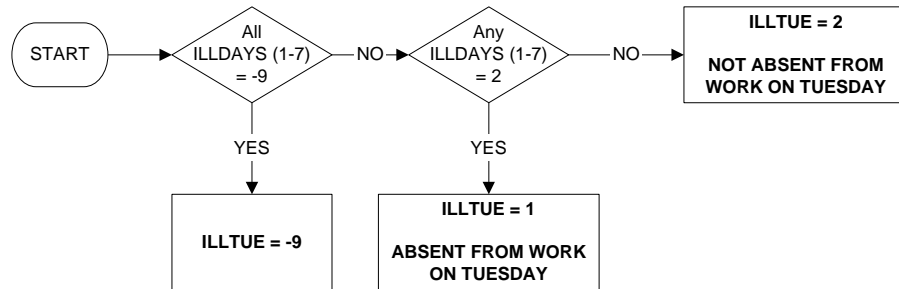 START
All
ILLDAYS (1-7)
= -9
NO
Any
ILLDAYS (1-7)
= 2
NO
ILLTUE = 2
NOT ABSENT FROM
WORK ON TUESDAY
YES
YES
ILLTUE = -9
ILLTUE = 1
ABSENT FROM WORK
ON TUESDAY